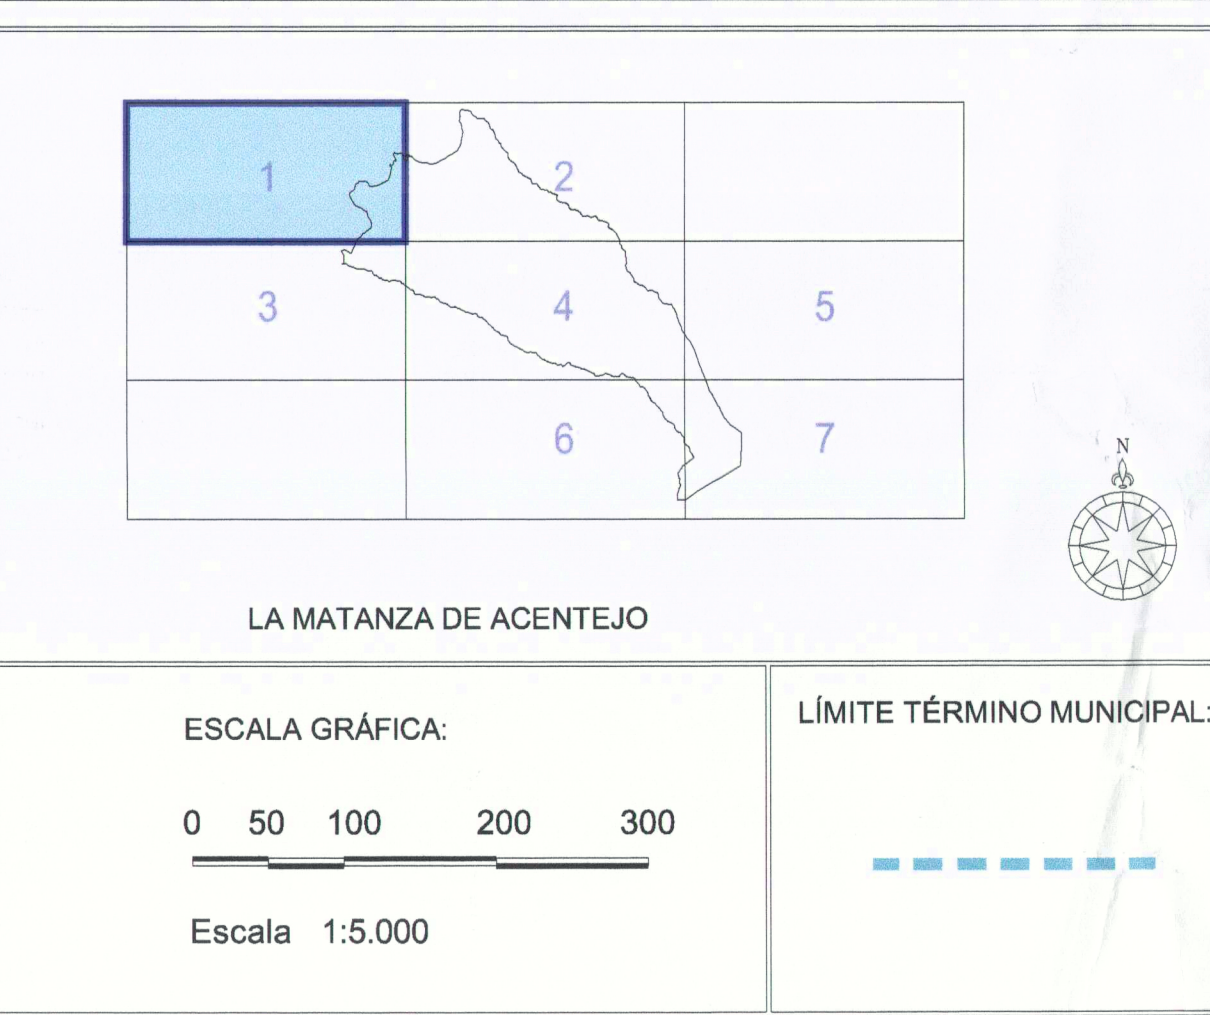 1
2
3
4
5
6
7
N
LA MATANZA DE ACENTEJO
ESCALA GRÁFICA:
0 50 100 200 300
Escala 1:5.000
LÍMITE TÉRMINO MUNICIPAL: